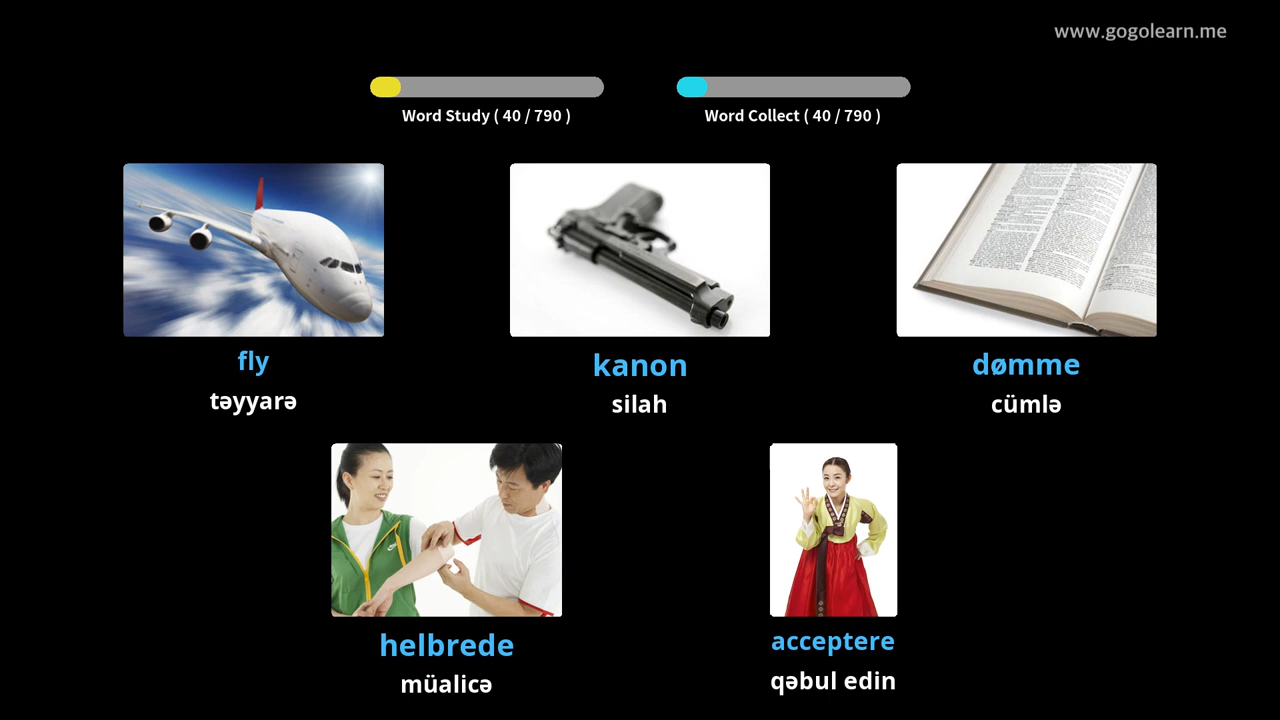 www.gogolearn.me
Word Study ( 40 / 790 )
Word Collect ( 40 / 790 )
fly
təyyarə
kanon
silah
dømme
cümlə
helbrede
müalicə
acceptere
qəbul edin